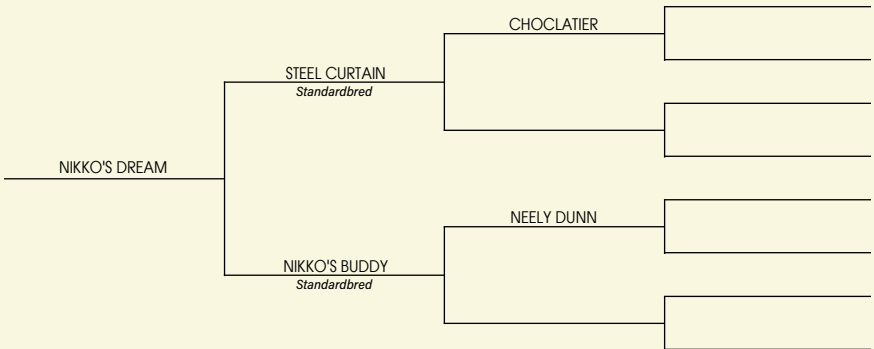 CHOCLATIER
STEEL CURTAIN
Standardbred
NIKKO'S DREAM
NEELY DUNN
NIKKO'S BUDDY
Standardbred